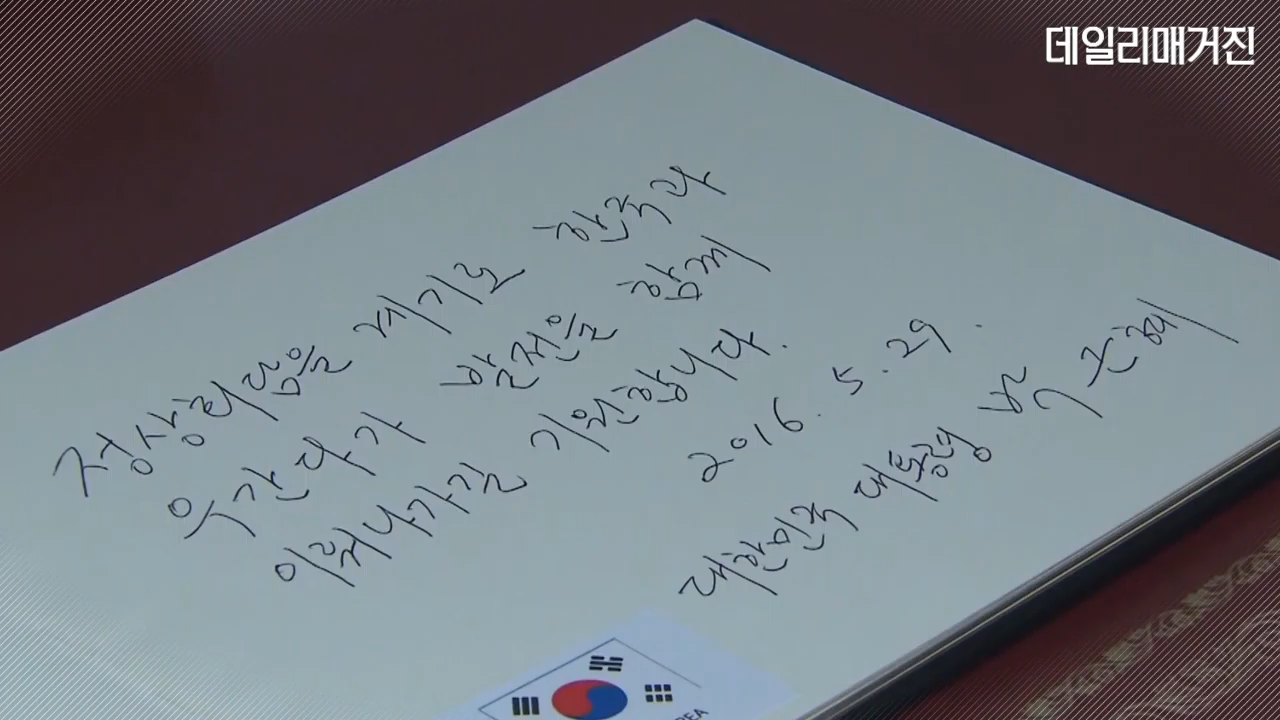 데일리매거진
정상회담을 계기로 한국과
우간다가 발전을 함께
이뤄나가길 기원합니다.
2016. 5. 29.
대한민국 대통령 박근혜